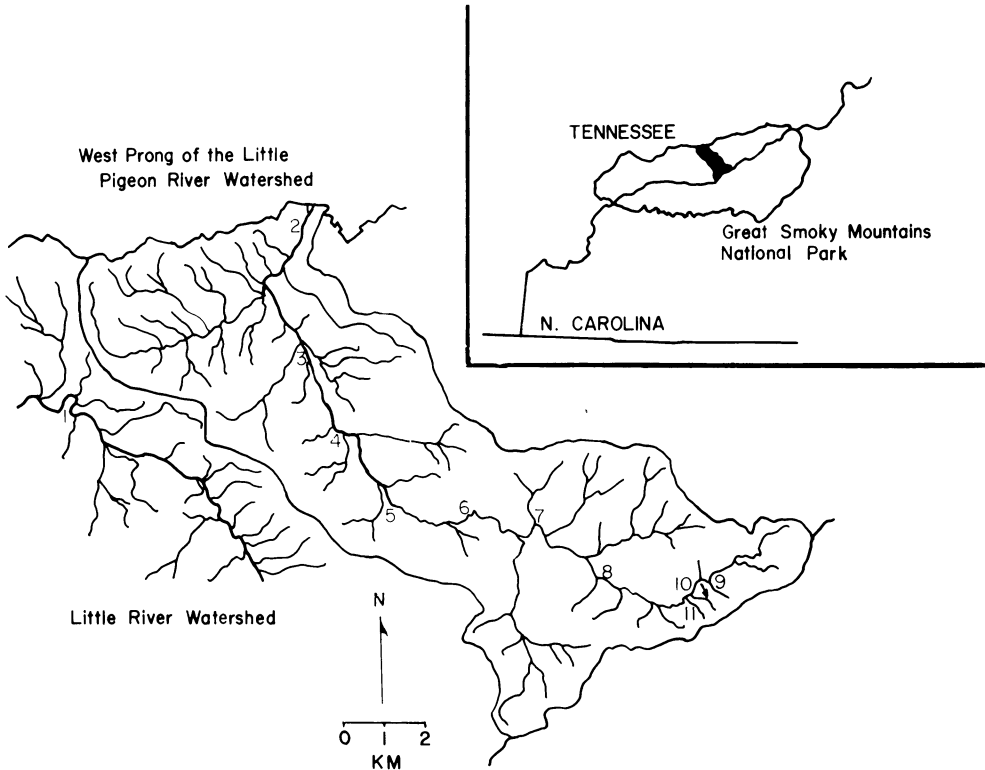 West Prong of the Little
Pigeon River Watershed
TENNESSEE
Great Smoky Mountains
National Park
N. CAROLINA
2
3
1
4
5
6
7
8
9
10
11
Little River Watershed
N
0 1 2
KM